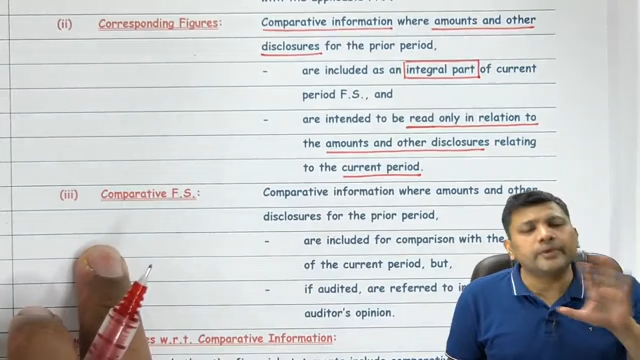 (ii) Corresponding Figures: Comparative information where amounts and other
disclosures for the prior period,
- are included as an integral part of current
period F.S., and
- are intended to be read only in relation to
the amounts and other disclosures relating
to the current period.
(iii) Comparative F.S.: Comparative information where amounts and other
disclosures for the prior period,
- are included for comparison with the
of the current period, but,
- if audited, are referred to in
auditor's opinion.
w.r.t. Comparative Information: